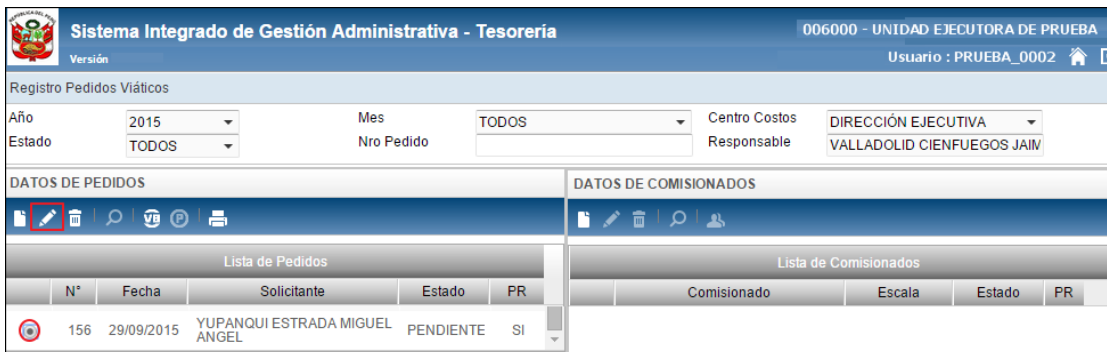 Sistema Integrado de Gestión Administrativa - Tesorería
006000 - UNIDAD EJECUTORA DE PRUEBA
Versión
Usuario : PRUEBA_0002
Registro Pedidos Viáticos
Año 2015 Mes TODOS Centro Costos DIRECCIÓN EJECUTIVA
Estado TODOS Nro Pedido Responsable VALLADOLID CIENFUEGOS JAIM
DATOS DE PEDIDOS DATOS DE COMISIONADOS
VB P
Lista de Pedidos Lista de Comisionados
N° Fecha Solicitante Estado PR Comisionado Escala Estado PR
156 29/09/2015 YUPANQUI ESTRADA MIGUEL ANGEL PENDIENTE SI